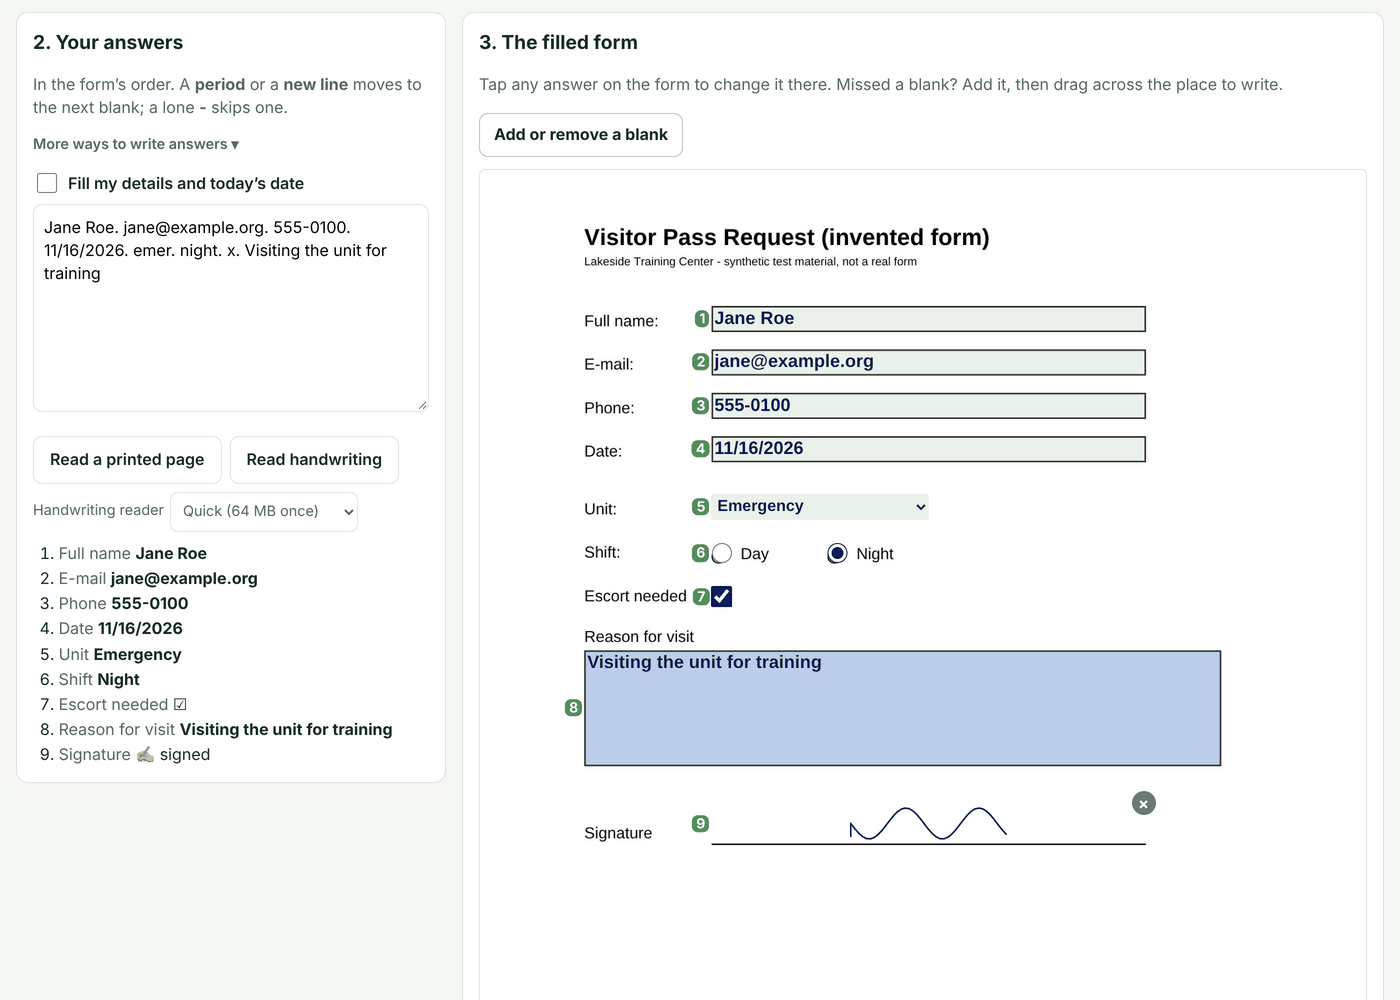 2. Your answers
In the form’s order. A period or a new line moves to
the next blank; a lone - skips one.
More ways to write answers ▾
Fill my details and today’s date
Jane Roe. jane@example.org. 555-0100.
11/16/2026. emer. night. x. Visiting the unit for
training
Read a printed page
Read handwriting
Handwriting reader
Quick (64 MB once)
1. Full name Jane Roe
2. E-mail jane@example.org
3. Phone 555-0100
4. Date 11/16/2026
5. Unit Emergency
6. Shift Night
7. Escort needed ☑
8. Reason for visit Visiting the unit for training
9. Signature ✍ signed
3. The filled form
Tap any answer on the form to change it there. Missed a blank? Add it, then drag across the place to write.
Add or remove a blank
Visitor Pass Request (invented form)
Lakeside Training Center - synthetic test material, not a real form
Full name: 1 Jane Roe
E-mail: 2 jane@example.org
Phone: 3 555-0100
Date: 4 11/16/2026
Unit: 5 Emergency
Shift: 6 Day Night
Escort needed 7
Reason for visit
Visiting the unit for training
8
×
Signature 9